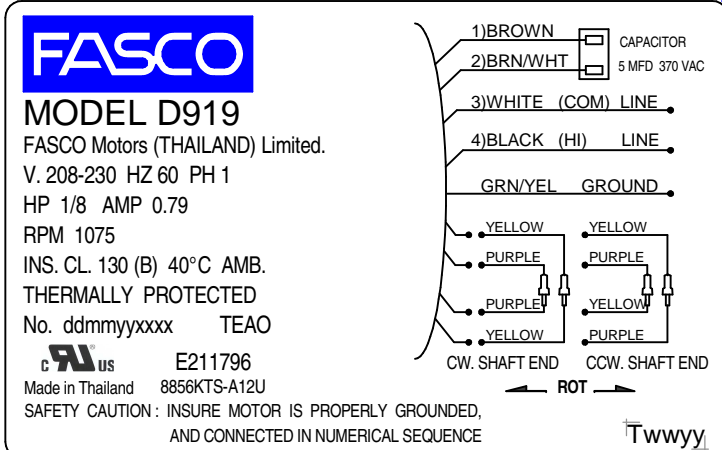 FASCO
MODEL D919
FASCO Motors (THAILAND) Limited.
V. 208-230 HZ 60 PH 1
HP 1/8 AMP 0.79
RPM 1075
INS. CL. 130 (B) 40°C AMB.
THERMALLY PROTECTED
No. ddmmyyxxxx TEAO
c RU US ® E211796
Made in Thailand 8856KTS-A12U
SAFETY CAUTION : INSURE MOTOR IS PROPERLY GROUNDED,
AND CONNECTED IN NUMERICAL SEQUENCE
1)BROWN
2)BRN/WHT
CAPACITOR
5 MFD 370 VAC
3)WHITE (COM) LINE
4)BLACK (HI) LINE
GRN/YEL GROUND
YELLOW YELLOW
PURPLE PURPLE
PURPLE YELLOW
YELLOW PURPLE
CW. SHAFT END CCW. SHAFT END
ROT
Twwyy